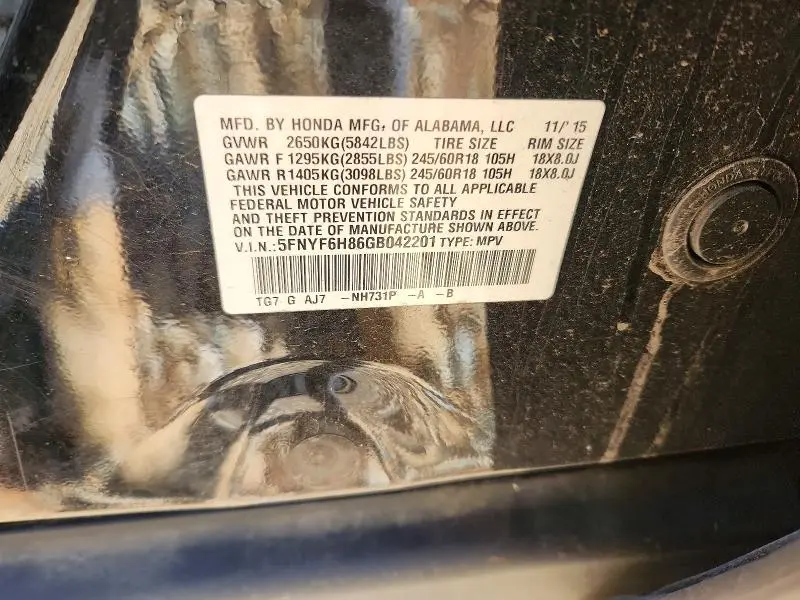 MFD. BY HONDA MFG. OF ALABAMA, LLC 11/'15
GVWR 2650KG(5842LBS) TIRE SIZE RIM SIZE
GAWR F 1295KG(2855LBS) 245/60R18 105H 18X8.0J
GAWR R 1405KG(3098LBS) 245/60R18 105H 18X8.0J
THIS VEHICLE CONFORMS TO ALL APPLICABLE
FEDERAL MOTOR VEHICLE SAFETY
AND THEFT PREVENTION STANDARDS IN EFFECT
ON THE DATE OF MANUFACTURE SHOWN ABOVE.
V.I.N.: 5FNYF6H86GB042201 TYPE: MPV
TG7 G AJ7 -NH731P -A -B
HONDA